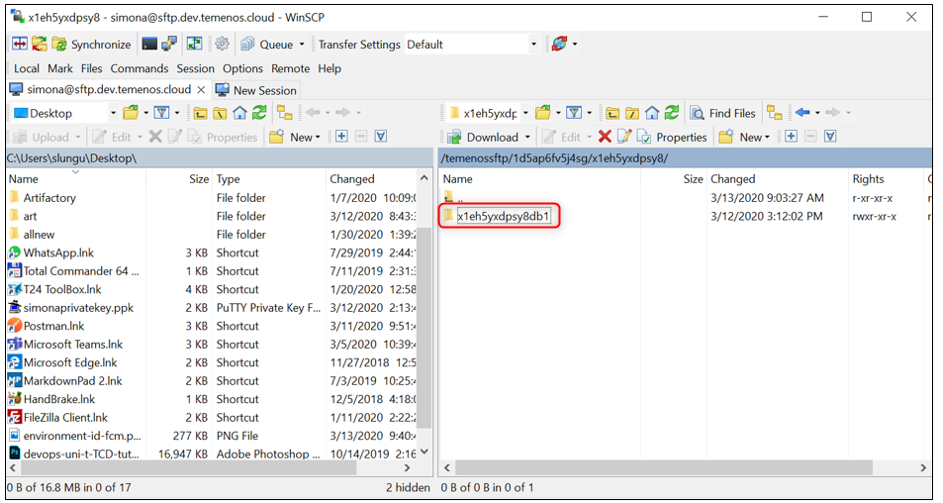 x1eh5yxdpsy8 - simona@sftp.dev.temenos.cloud - WinSCP
Synchronize Queue Transfer Settings Default
Local Mark Files Commands Session Options Remote Help
simona@sftp.dev.temenos.cloud New Session
Desktop
Upload Edit Properties New
C:\Users\slungu\Desktop\
Name Size Type Changed
Artifactory File folder 1/7/2020 10:09:
art File folder 3/12/2020 8:43:
allnew File folder 1/30/2020 1:39:
WhatsApp.lnk 3 KB Shortcut 7/29/2019 2:44:
Total Commander 64 ... 1 KB Shortcut 7/11/2019 2:31:
T24 ToolBox.lnk 4 KB Shortcut 1/20/2020 12:58
simonaprivatekey.ppk 2 KB PuTTY Private Key F... 3/12/2020 2:13:
Postman.lnk 3 KB Shortcut 3/11/2020 9:51:
Microsoft Teams.lnk 3 KB Shortcut 3/5/2020 10:39:
Microsoft Edge.lnk 2 KB Shortcut 11/27/2018 12:5
MarkdownPad 2.lnk 2 KB Shortcut 7/3/2019 10:25:
HandBrake.lnk 1 KB Shortcut 12/5/2018 4:18:
FileZilla Client.lnk 2 KB Shortcut 1/11/2020 2:22:
environment-id-fcm.p... 277 KB PNG File 3/13/2020 9:40:
devops-uni-t-TCD-tut... 16,947 KB Adobe Photoshop ... 10/14/2019 2:16
0 B of 16.8 MB in 0 of 17 2 hidden
x1eh5yxdp Find Files
Download Edit Properties New
/temenossftp/1d5ap6fv5j4sg/x1eh5yxdpsy8/
Name Size Changed Rights
.. 3/13/2020 9:03:27 AM r-xr-xr-x
x1eh5yxdpsy8db1 3/12/2020 3:12:02 PM rwxr-xr-x
0 B of 0 B in 0 of 1